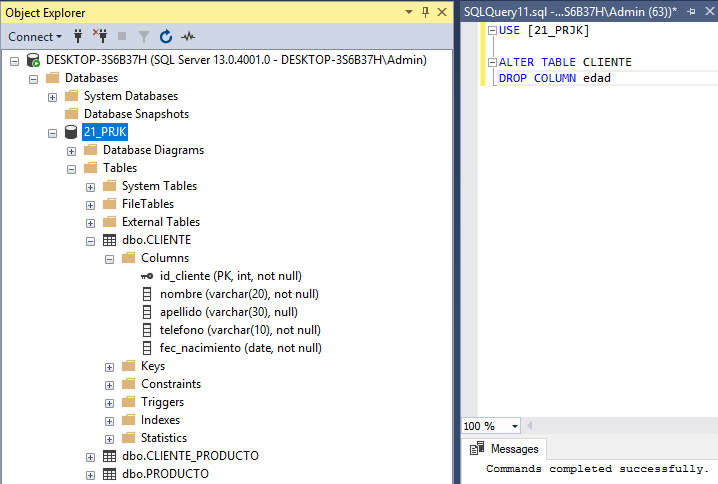 Object Explorer
Connect
DESKTOP-3S6B37H (SQL Server 13.0.4001.0 - DESKTOP-3S6B37H\Admin)
Databases
System Databases
Database Snapshots
21_PRJK
Database Diagrams
Tables
System Tables
FileTables
External Tables
dbo.CLIENTE
Columns
id_cliente (PK, int, not null)
nombre (varchar(20), not null)
apellido (varchar(30), null)
telefono (varchar(10), not null)
fec_nacimiento (date, not null)
Keys
Constraints
Triggers
Indexes
Statistics
dbo.CLIENTE_PRODUCTO
dbo.PRODUCTO
SQLQuery11.sql -...S6B37H\Admin (63))*
USE [21_PRJK]
ALTER TABLE CLIENTE
DROP COLUMN edad
100 %
Messages
Commands completed successfully.